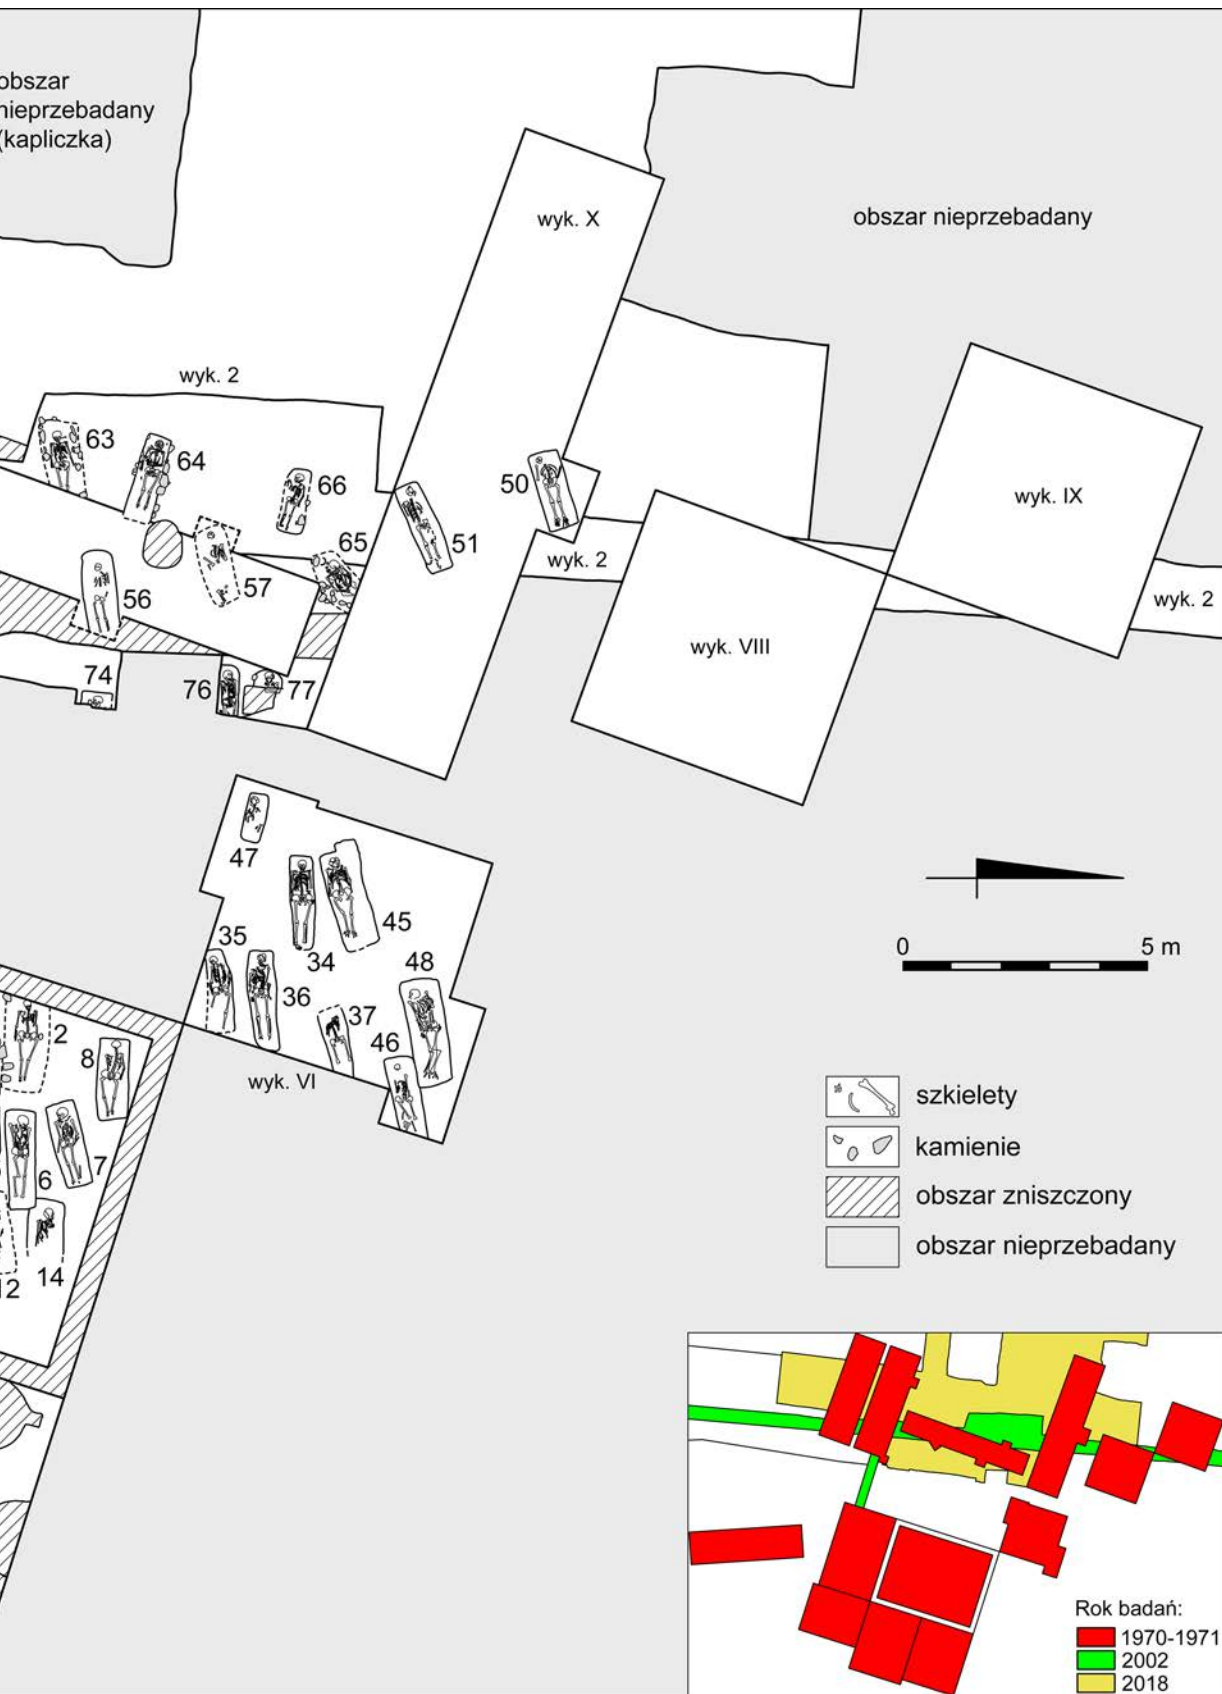 obszar
nieprzebadany
(kapliczka)
wyk. X
obszar nieprzebadany
wyk. 2
63
64
66
50
wyk. IX
65
51
wyk. 2
57
56
wyk. 2
wyk. VIII
74
76
77
47
45
35
34
48
0
5 m
36
37
2
46
8
wyk. VI
szkielety
kamienie
6
7
obszar zniszczony
obszar nieprzebadany
14
12
Rok badań:
1970-1971
2002
2018